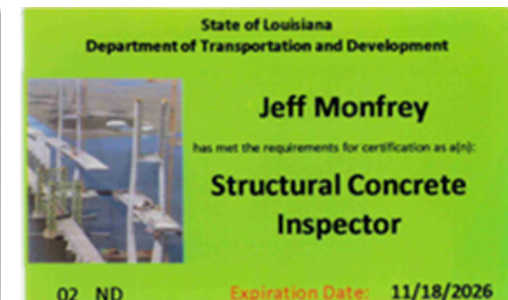 State of Louisiana
Department of Transportation and Development
Jeff Monfrey
has met the requirements for certification as a(n):
Structural Concrete
Inspector
02 ND Expiration Date: 11/18/2026